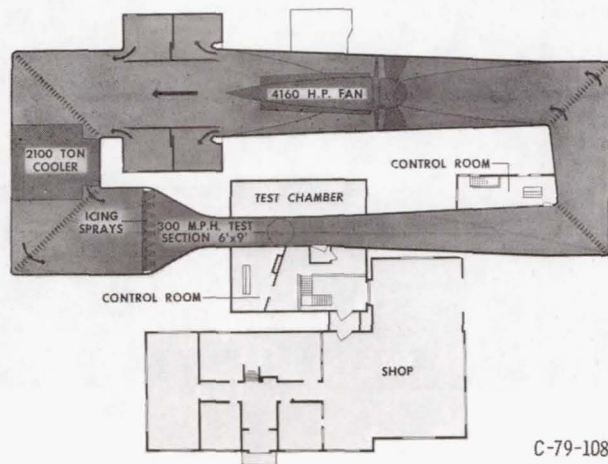 4160 H.P. FAN
2100 TON
COOLER
CONTROL ROOM
TEST CHAMBER
ICING
SPRAYS
300 M.P.H. TEST
SECTION 6'x9'
CONTROL ROOM
SHOP
C-79-108